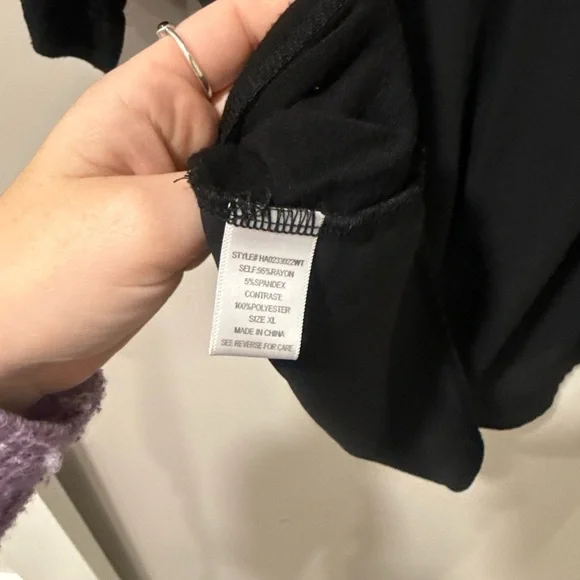 STYLE# HA0233022WT
SELF:95%RAYON
5%SPANDEX
CONTRAST:
100%POLYESTER
SIZE XL
MADE IN CHINA
SEE REVERSE FOR CARE